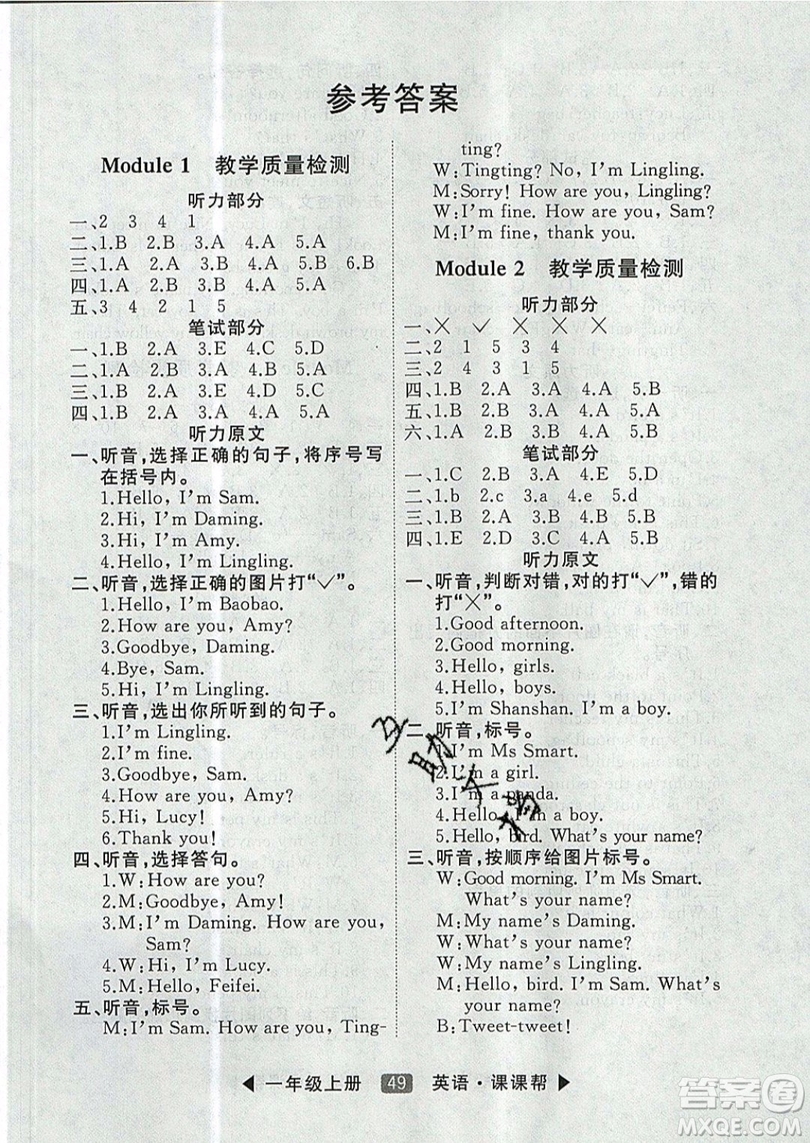 参考答案
Module 1 教学质量检测
听力部分
一、2 3 4 1
二、1.B 2.B 3.A 4.A 5.A
三、1.A 2.A 3.B 4.A 5.B 6.B
四、1.A 2.B 3.A 4.A 5.A
五、3 4 2 1 5
笔试部分
一、1.B 2.A 3.E 4.C 5.D
二、1.B 2.A 3.B 4.A 5.A
三、1.B 2.A 3.E 4.D 5.C
四、1.A 2.B 3.B 4.A 5.A
听力原文
一、听音,选择正确的句子,将序号写
在括号内。
1.Hello, I'm Sam.
2.Hi, I'm Daming.
3.Hi, I'm Amy.
4.Hello, I'm Lingling.
二、听音,选择正确的图片打“✓”。
1.Hello, I'm Baobao.
2.How are you, Amy?
3.Goodbye, Daming.
4.Bye, Sam.
5.Hi, I'm Lingling.
三、听音,选出你所听到的句子。
1.I'm Lingling.
2.I'm fine.
3.Goodbye, Sam.
4.Goodbye, Amy.
5.Hi, Lucy!
6.Thank you!
四、听音,选择答句。
1.W:How are you?
2.M:Goodbye, Amy!
3.M:I'm Daming. How are you,
Sam?
4.W:Hi, I'm Lucy.
5.M:Hello, Feifei.
五、听音,标号。
M:I'm Sam. How are you, Ting-
ting?
W:Tingting? No, I'm Lingling.
M:Sorry! How are you, Lingling?
W:I'm fine. How are you, Sam?
M:I'm fine, thank you.
Module 2 教学质量检测
听力部分
一、✕ ✓ ✕ ✕ ✕
二、2 1 5 3 4
三、2 4 3 1 5
四、1.B 2.A 3.A 4.A 5.B
五、1.B 2.A 3.B 4.A 5.B
六、1.A 2.B 3.B 4.A 5.B
笔试部分
一、1.C 2.B 3.A 4.E 5.D
二、1.b 2.c 3.a 4.e 5.d
三、1.B 2.A 3.B 4.A 5.B
四、1.E 2.D 3.C 4.A 5.B
听力原文
一、听音,判断对错,对的打“✓”,错的
打“✕”。
1.Good afternoon.
2.Good morning.
3.Hello, girls.
4.Hello, boys.
5.I'm Shanshan. I'm a boy.
二、听音,标号。
1.I'm Ms Smart.
2.I'm a girl.
3.I'm a panda.
4.Hello, I'm a boy.
5.Hello, bird. What's your name?
三、听音,按顺序给图片标号。
W:Good morning. I'm Ms Smart.
What's your name?
M:My name's Daming.
W:What's your name?
W:My name's Lingling.
M:Hello, bird. I'm Sam. What's
your name?
B:Tweet-tweet!
一年级上册 49 英语·课课帮
答案圈
MXQE.COM